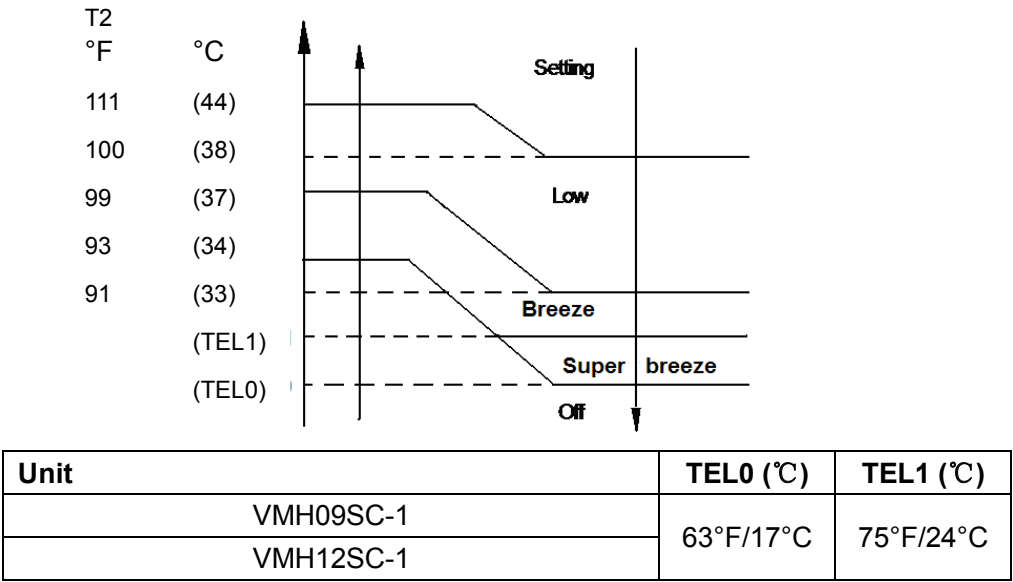 T2
°F °C
Setting
111 (44)
100 (38)
99 (37)
Low
93 (34)
91 (33)
Breeze
(TEL1)
Super breeze
(TEL0)
Off
Unit TEL0 (℃) TEL1 (℃)
VMH09SC-1
63°F/17°C 75°F/24°C
VMH12SC-1